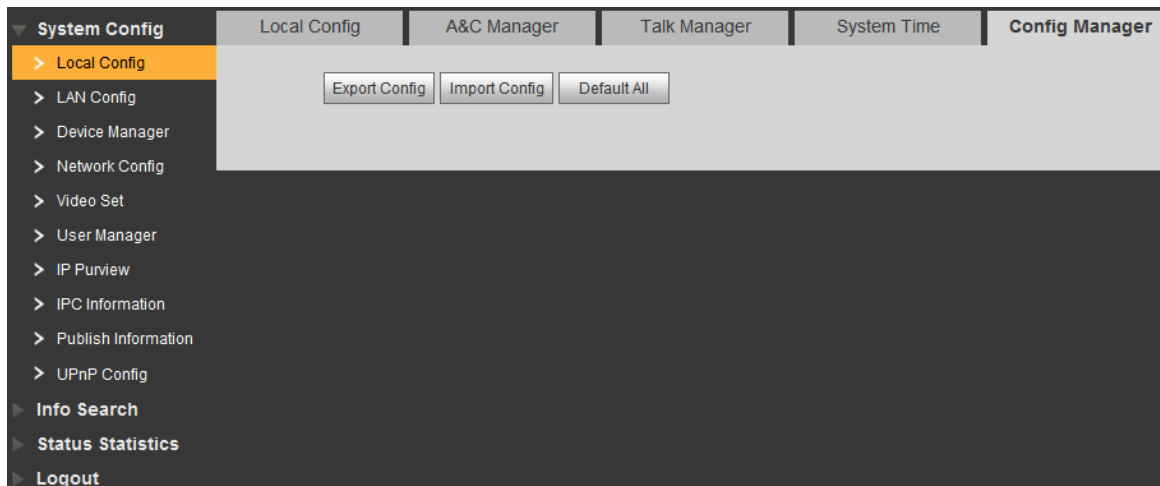 System Config
Local Config
LAN Config
Device Manager
Network Config
Video Set
User Manager
IP Purview
IPC Information
Publish Information
UPnP Config
Info Search
Status Statistics
Logout
Local Config
A&C Manager
Talk Manager
System Time
Config Manager
Export Config
Import Config
Default All